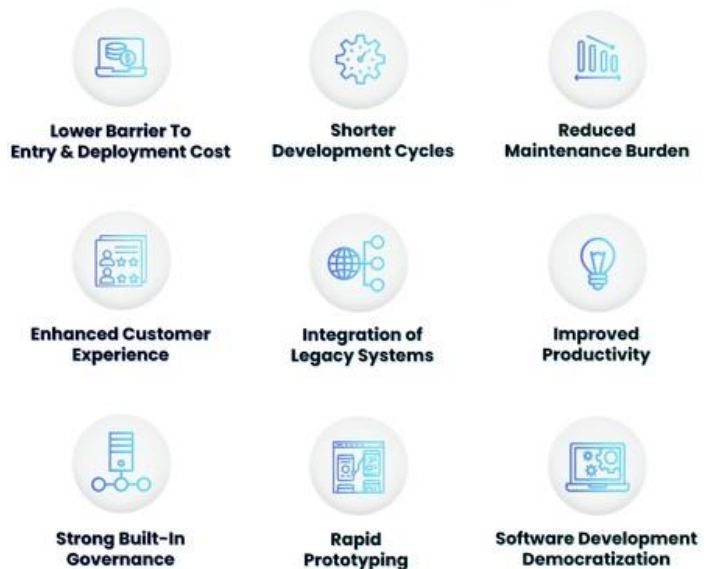 Lower Barrier To
Entry & Deployment Cost
Shorter
Development Cycles
Reduced
Maintenance Burden
Enhanced Customer
Experience
Integration of
Legacy Systems
Improved
Productivity
Strong Built-In
Governance
Rapid
Prototyping
Software Development
Democratization